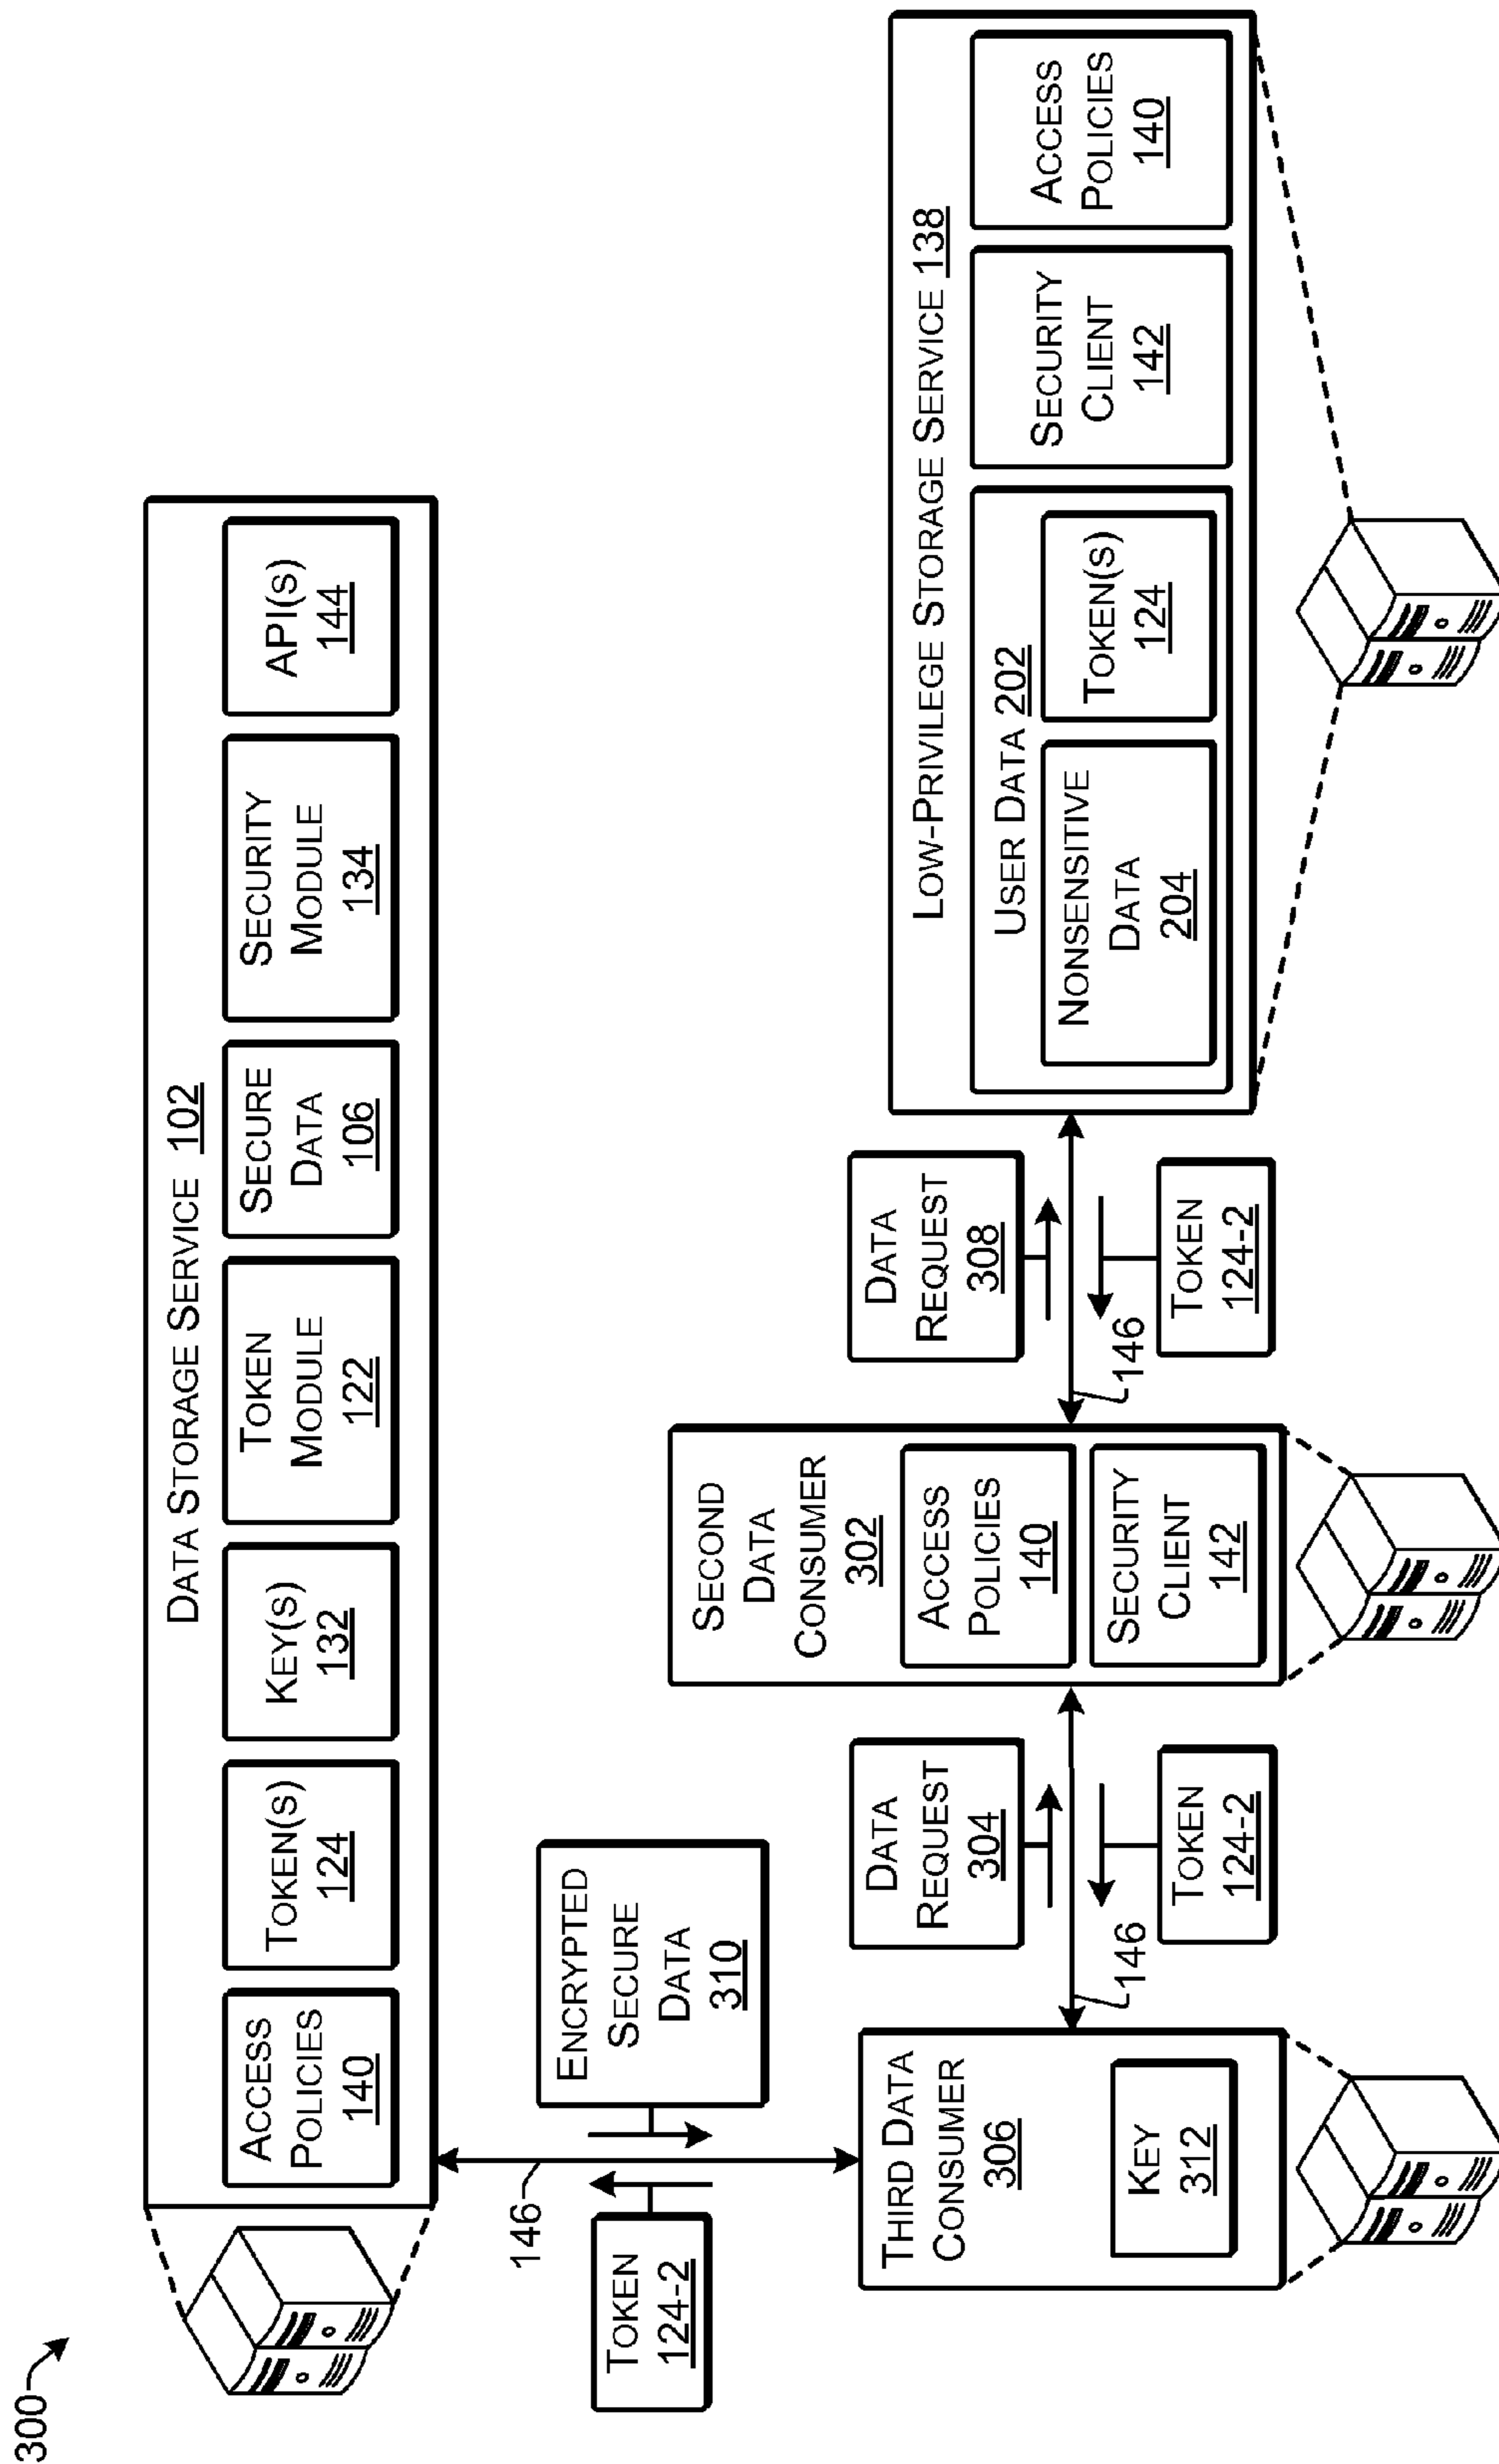 300
DATA STORAGE SERVICE 102
ACCESS
POLICIES
140
TOKEN(S)
124
KEY(S)
132
TOKEN
MODULE
122
SECURE
DATA
106
SECURITY
MODULE
134
API(S)
144
146
TOKEN
124-2
ENCRYPTED
SECURE
DATA
310
THIRD DATA
CONSUMER
306
KEY
312
DATA
REQUEST
304
146
TOKEN
124-2
SECOND
DATA
CONSUMER
302
ACCESS
POLICIES
140
SECURITY
CLIENT
142
DATA
REQUEST
308
146
TOKEN
124-2
LOW-PRIVILEGE STORAGE SERVICE 138
USER DATA 202
NONSENSITIVE
DATA
204
TOKEN(S)
124
SECURITY
CLIENT
142
ACCESS
POLICIES
140